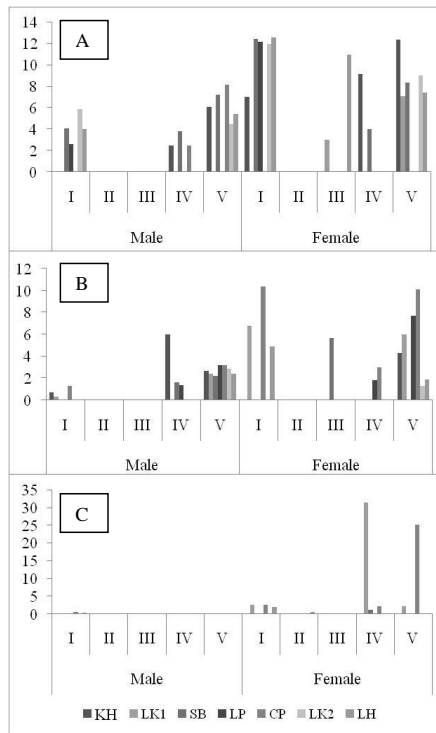 14
A
12
10
8
6
4
2
0
I II III IV V I II III IV V
Male Female
12
B
10
8
6
4
2
0
I II III IV V I II III IV V
Male Female
35
C
30
25
20
15
10
5
0
I II III IV V I II III IV V
Male Female
KH LK1 SB LP CP LK2 LH